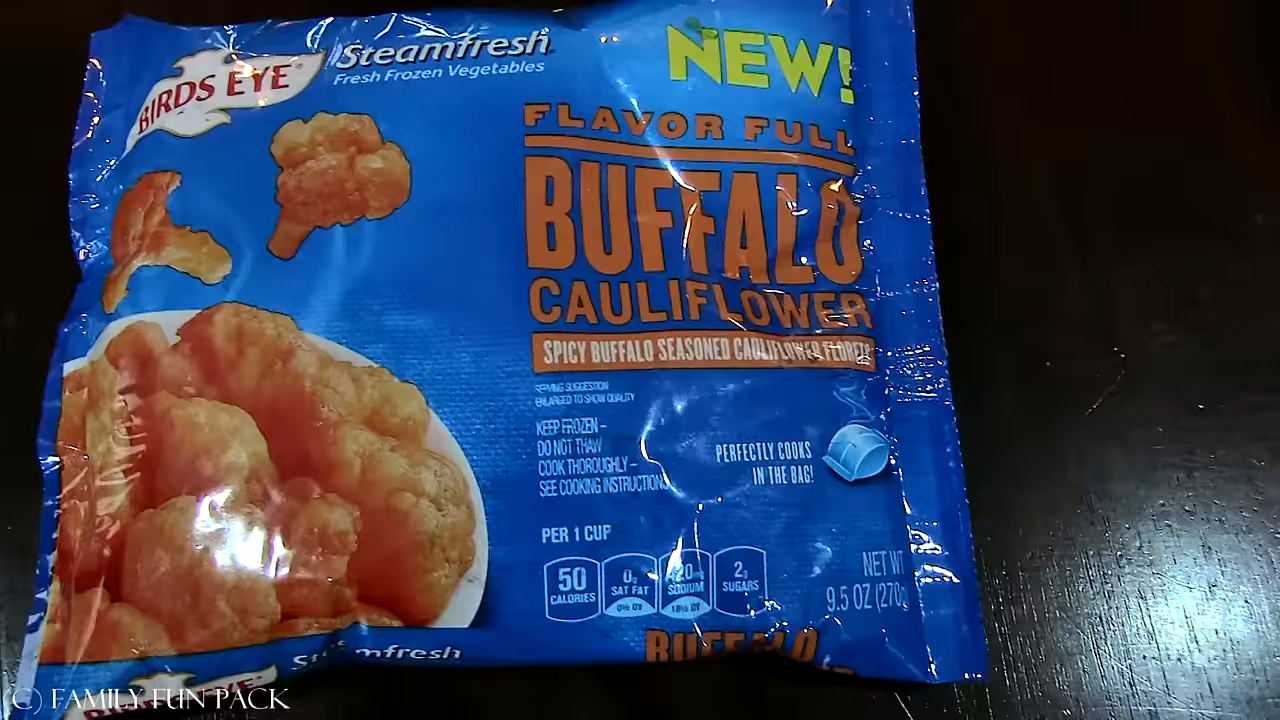 BIRDS EYE
Steamfresh
Fresh Frozen Vegetables
NEW!
FLAVOR FULL
BUFFALO
CAULIFLOWER
SPICY BUFFALO SEASONED CAULIFLOWER FLORETS
SERVING SUGGESTION
ENLARGED TO SHOW QUALITY
KEEP FROZEN –
DO NOT THAW
COOK THOROUGHLY –
SEE COOKING INSTRUCTIONS
PERFECTLY COOKS
IN THE BAG!
PER 1 CUP
50 CALORIES
0g SAT FAT 0% DV
SODIUM 18% DV
2g SUGARS
NET WT
9.5 OZ (270g
Steamfresh
BUFFALO
(C) FAMILY FUN PACK